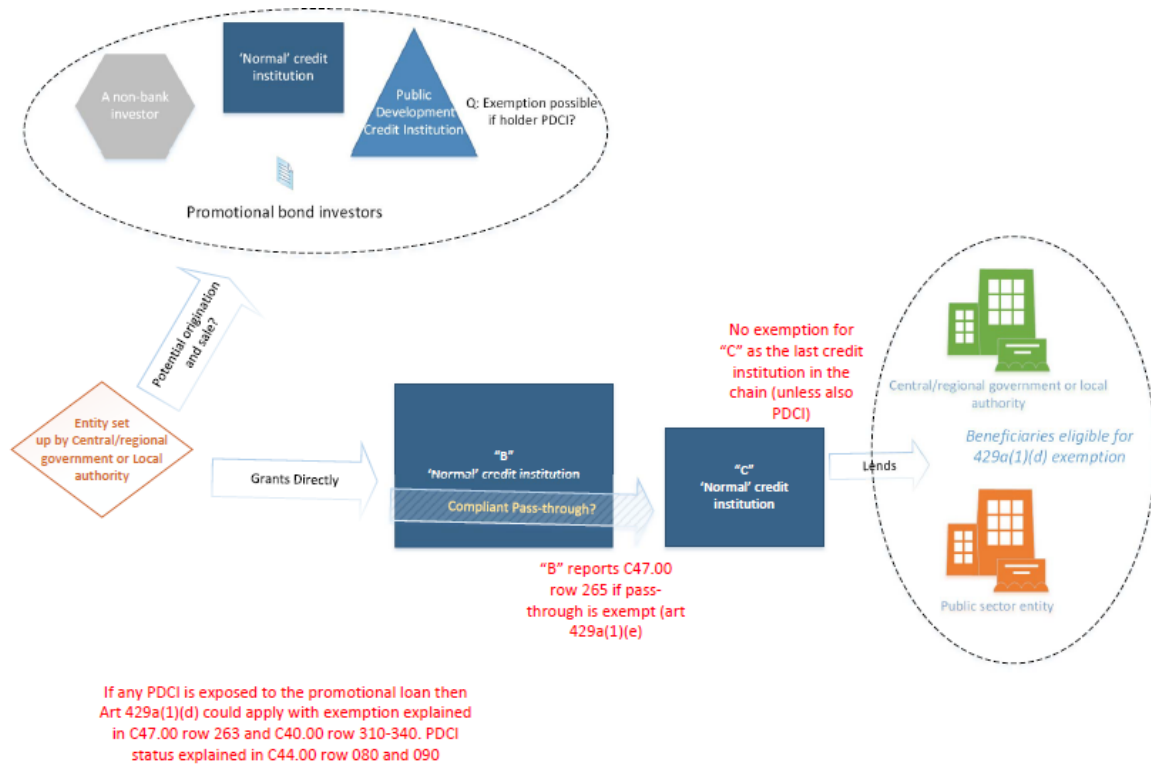 ‘Normal’ credit
institution
A non-bank
investor
Public
Development
Credit Institution
Q: Exemption possible
if holder PDCI?
Promotional bond investors
Potential origination
and sale?
No exemption for
“C” as the last credit
institution in the
chain (unless also
PDCI)
Central/regional government or local
authority
Entity set
up by Central/regional
government or Local
authority
Grants Directly
“B”
‘Normal’ credit institution
Compliant Pass-through?
“C”
‘Normal’ credit
institution
Lends
Beneficiaries eligible for
429a(1)(d) exemption
“B” reports C47.00
row 265 if pass-
through is exempt (art
429a(1)(e)
Public sector entity
If any PDCI is exposed to the promotional loan then
Art 429a(1)(d) could apply with exemption explained
in C47.00 row 263 and C40.00 row 310-340. PDCI
status explained in C44.00 row 080 and 090